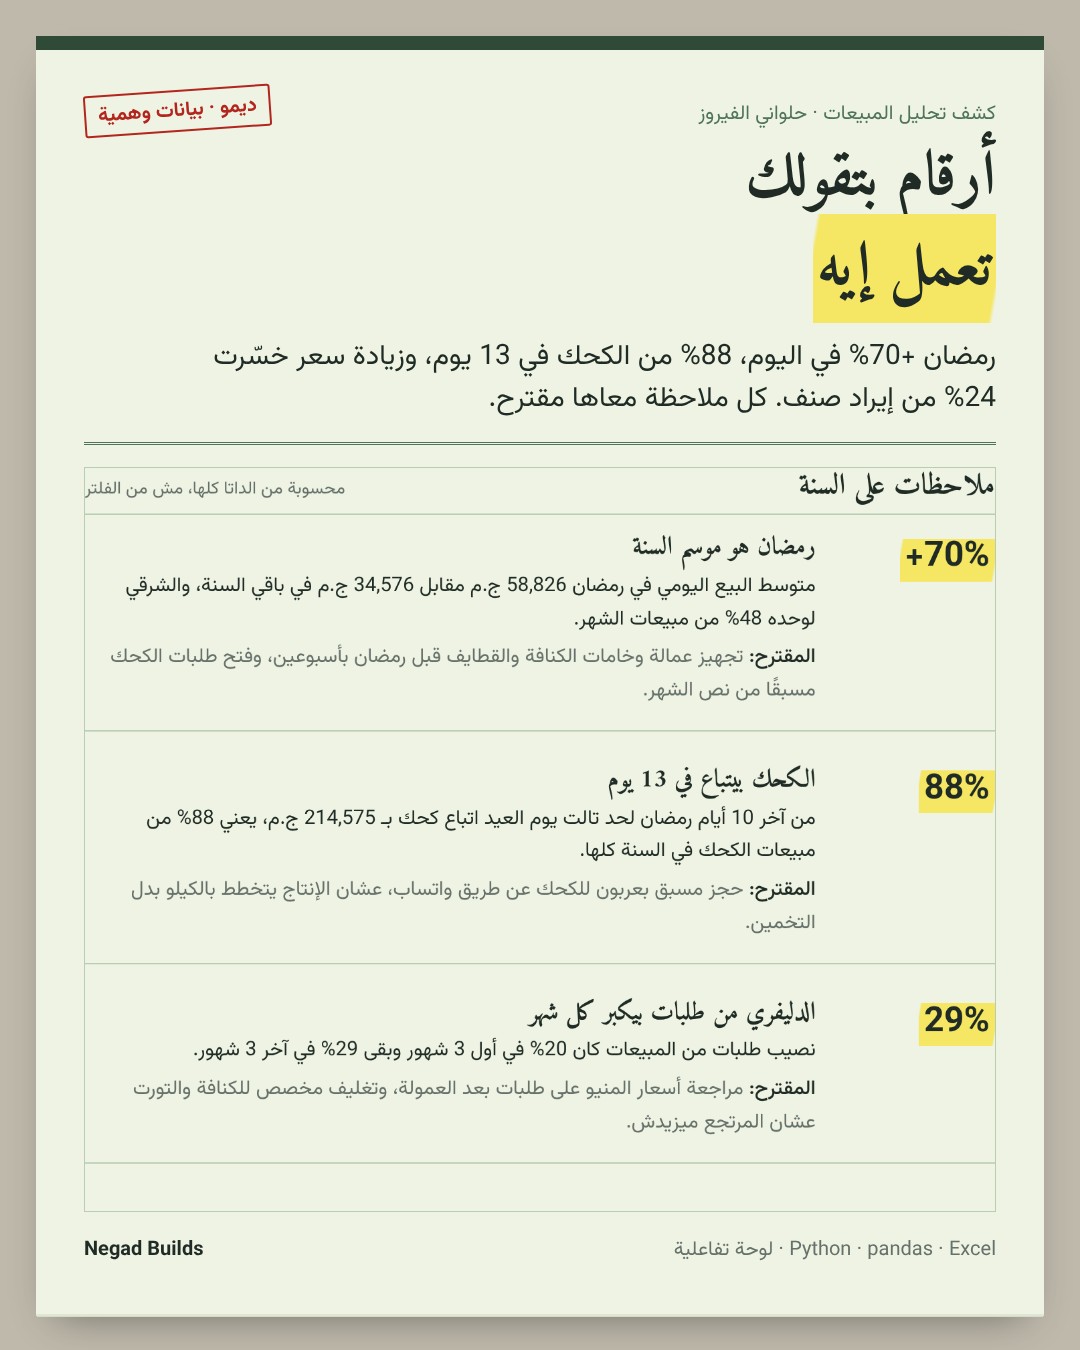 كشف تحليل المبيعات · حلواني الفيروز
ديمو · بيانات وهمية
أرقام بتقولك
تعمل إيه
رمضان +70% في اليوم، 88% من الكحك في 13 يوم، وزيادة سعر خسّرت
24% من إيراد صنف. كل ملاحظة معاها مقترح.
ملاحظات على السنة
محسوبة من الداتا كلها، مش من الفلتر
+70%
رمضان هو موسم السنة
متوسط البيع اليومي في رمضان 58,826 ج.م مقابل 34,576 ج.م في باقي السنة، والشرقي
لوحده 48% من مبيعات الشهر.
المقترح: تجهيز عمالة وخامات الكنافة والقطايف قبل رمضان بأسبوعين، وفتح طلبات الكحك
مسبقًا من نص الشهر.
88%
الكحك بيتباع في 13 يوم
من آخر 10 أيام رمضان لحد تالت يوم العيد اتباع كحك بـ 214,575 ج.م، يعني 88% من
مبيعات الكحك في السنة كلها.
المقترح: حجز مسبق بعربون للكحك عن طريق واتساب، عشان الإنتاج يتخطط بالكيلو بدل
التخمين.
29%
الدليفري من طلبات بيكبر كل شهر
نصيب طلبات من المبيعات كان 20% في أول 3 شهور وبقى 29% في آخر 3 شهور.
المقترح: مراجعة أسعار المنيو على طلبات بعد العمولة، وتغليف مخصص للكنافة والتورت
عشان المرتجع ميزيدش.
لوحة تفاعلية · Python · pandas · Excel
Negad Builds